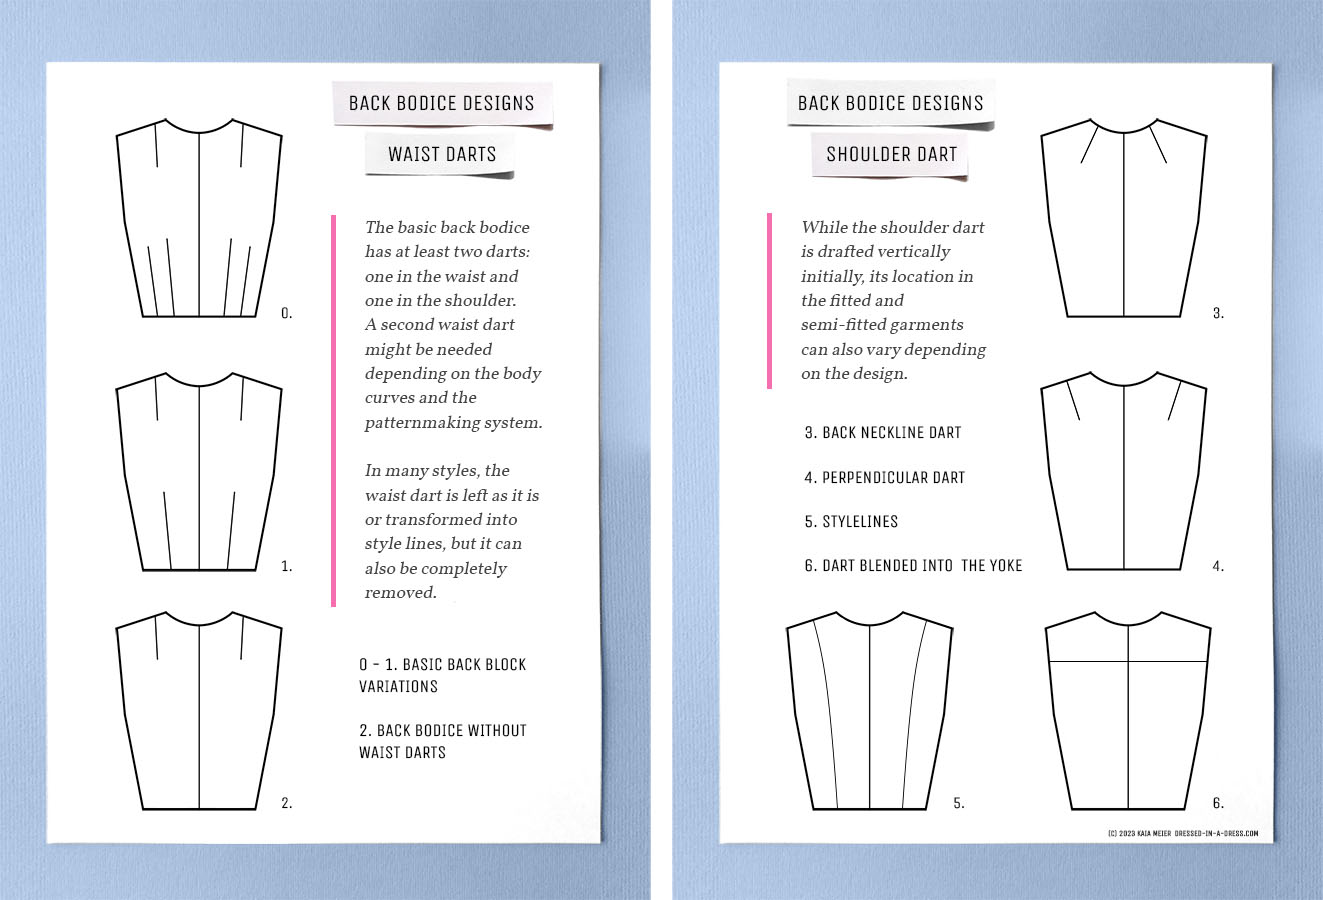 BACK BODICE DESIGNS
WAIST DARTS
The basic back bodice
has at least two darts:
one in the waist and
one in the shoulder.
A second waist dart
might be needed
depending on the body
curves and the
patternmaking system.
In many styles, the
waist dart is left as it is
or transformed into
style lines, but it can
also be completely
removed.
0 - 1. BASIC BACK BLOCK
VARIATIONS
2. BACK BODICE WITHOUT
WAIST DARTS
0.
1.
2.
BACK BODICE DESIGNS
SHOULDER DART
While the shoulder dart
is drafted vertically
initially, its location in
the fitted and
semi-fitted garments
can also vary depending
on the design.
3. BACK NECKLINE DART
4. PERPENDICULAR DART
5. STYLELINES
6. DART BLENDED INTO THE YOKE
3.
4.
5.
6.
(C) 2023 KAIA MEIER DRESSED-IN-A-DRESS.COM